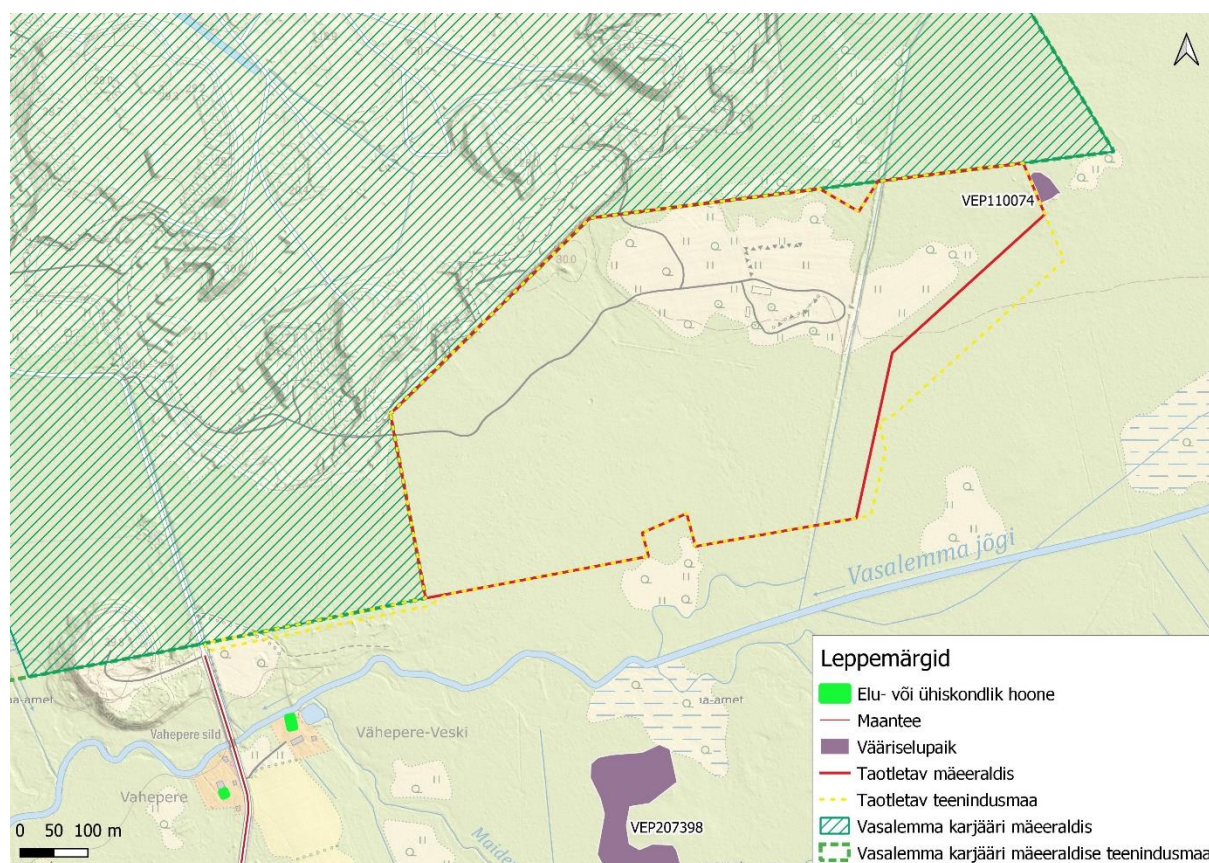 VEP110074
30.0
Vasalemma jõgi
Vahepere sild
Vähepere-Veski
Vahepere
VEP207398
0 50 100 m
Leppemärgid
Elu- või ühiskondlik hoone
Maantee
Vääriselupaik
Taotletav mäeeraldis
Taotletav teenindusmaa
Vasalemma karjääri mäeeraldis
Vasalemma karjääri mäeeraldise teenindusmaa